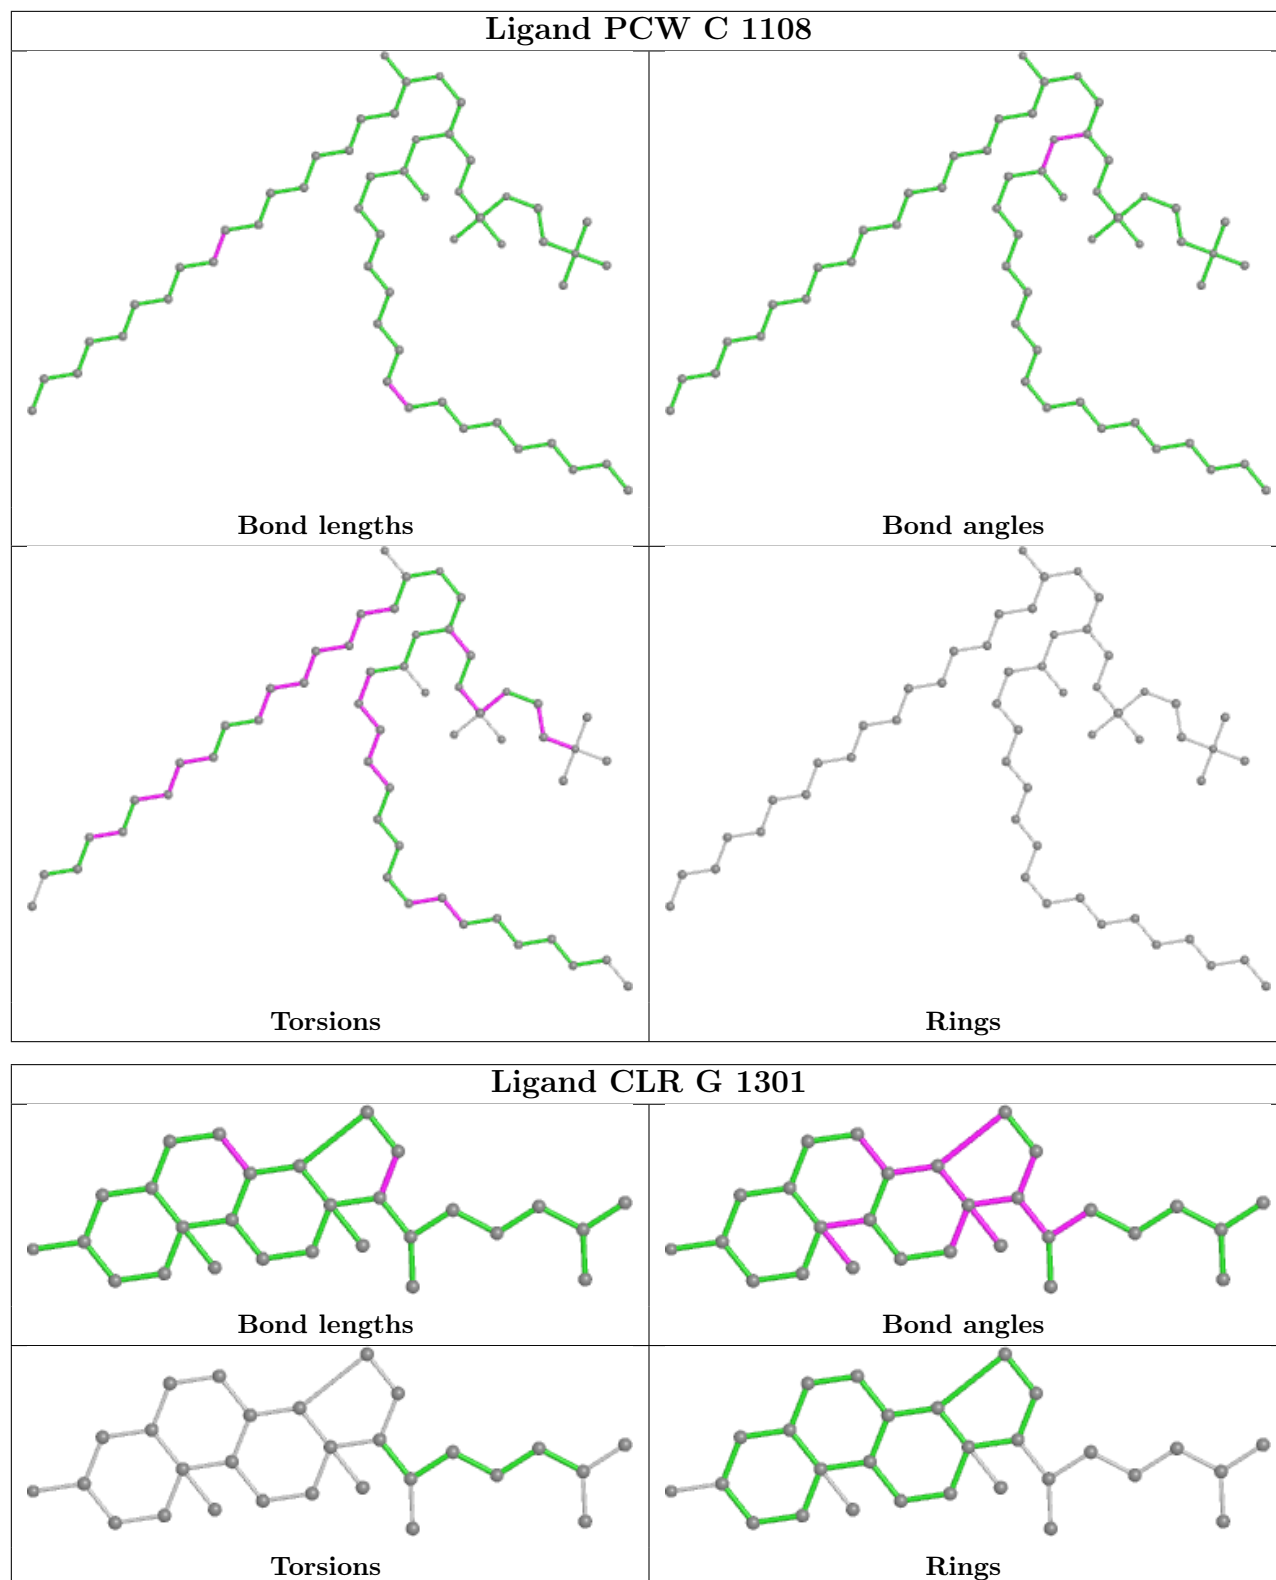 Ligand PCW C 1108
Bond lengths
Bond angles
Torsions
Rings
Ligand CLR G 1301
Bond lengths
Bond angles
Torsions
Rings